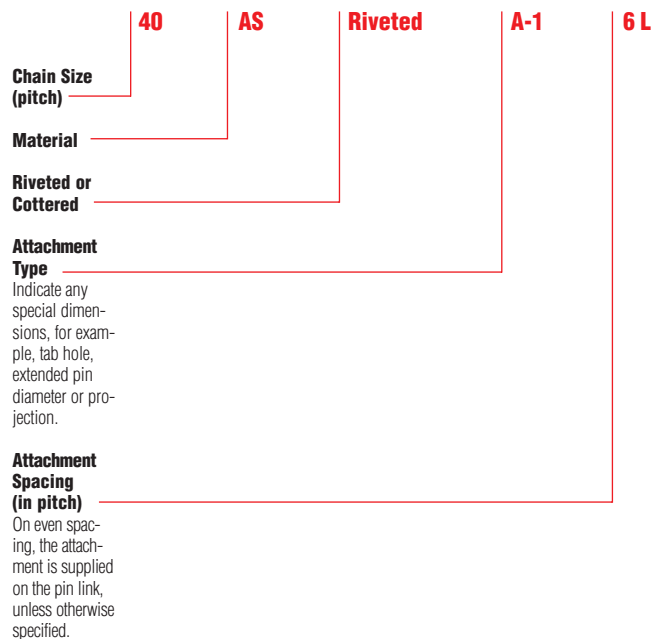 40 AS Riveted A-1 6 L
Chain Size
(pitch)
Material
Riveted or
Cottered
Attachment
Type
Indicate any
special dimen-
sions, for exam-
ple, tab hole,
extended pin
diameter or pro-
jection.
Attachment
Spacing
(in pitch)
On even spac-
ing, the attach-
ment is supplied
on the pin link,
unless otherwise
specified.